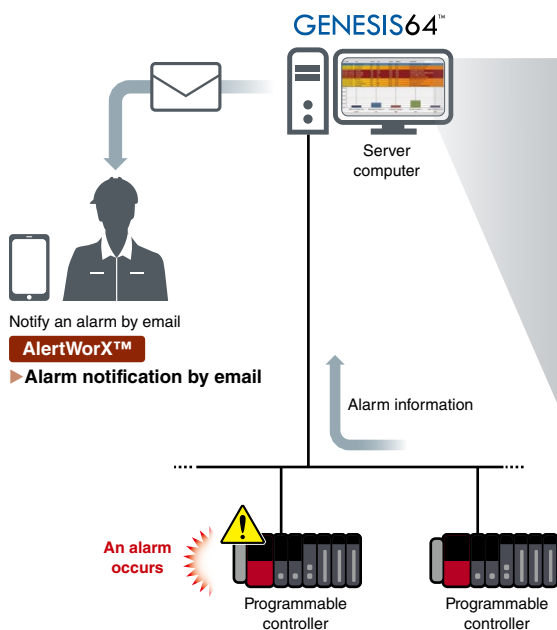 GENESIS64™
Server
computer
Notify an alarm by email
AlertWorX™
▶Alarm notification by email
Alarm information
An alarm
occurs
Programmable
controller
Programmable
controller